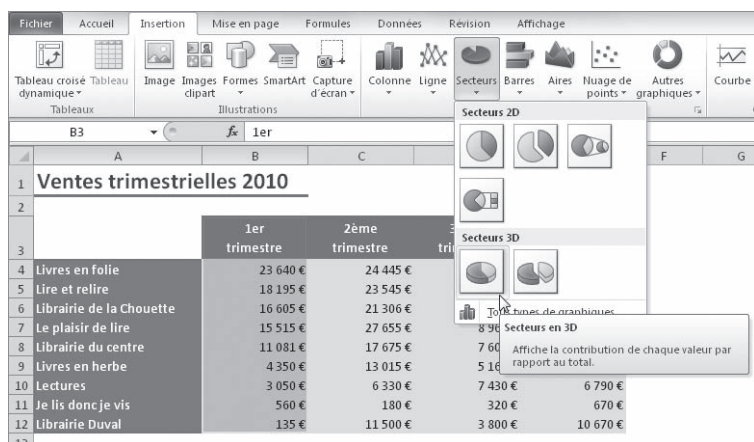 Fichier Accueil Insertion Mise en page Formules Données Révision Affichage
Tableau croisé dynamique Tableau Image Images clipart Formes SmartArt Capture d'écran Colonne Ligne Secteurs Barres Aires Nuage de points Autres graphiques Courbe
Tableaux Illustrations
Secteurs 2D
B3 fx 1er
A B C F G
1 Ventes trimestrielles 2010
2
Secteurs 3D
3 1er trimestre 2ème trimestre
4 Livres en folie 23 640 € 24 445 €
5 Lire et relire 18 195 € 23 545 €
6 Librairie de la Chouette 16 605 € 21 306 €
Tous types de graphiques...
7 Le plaisir de lire 15 515 € 27 655 € 8 96
Secteurs en 3D
8 Librairie du centre 11 081 € 17 675 € 7 60
Affiche la contribution de chaque valeur par
rapport au total.
9 Livres en herbe 4 350 € 13 015 € 5 16
10 Lectures 3 050 € 6 330 € 7 430 € 6 790 €
11 Je lis donc je vis 560 € 180 € 320 € 670 €
12 Librairie Duval 135 € 11 500 € 3 800 € 10 670 €